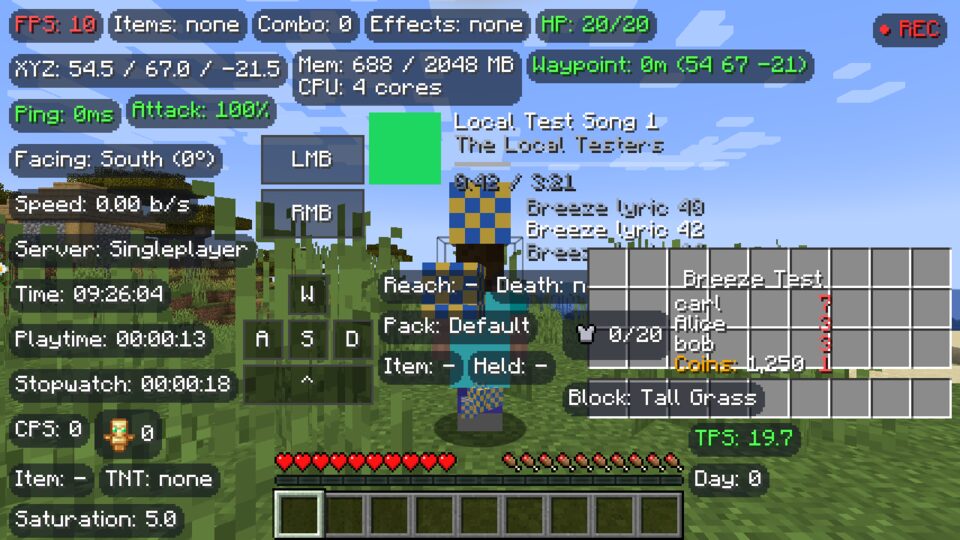 FPS: 10 Items: none Combo: 0 Effects: none HP: 20/20 REC
XYZ: 54.5 / 67.0 / -21.5 Mem: 688 / 2048 MB Waypoint: 0m (54 67 -21)
CPU: 4 cores
Ping: 0ms Attack: 100%
Local Test Song 1
The Local Testers
Facing: South (0°) LMB
0:42 / 3:21
Speed: 0.00 b/s RMB
Breeze lyric 40
Breeze lyric 42
Server: Singleplayer
Breeze
Breeze Test
Time: 09:26:04 W Reach: - Death: n
carl 7
Alice 3
Playtime: 00:00:13 A S D Pack: Default 0/20
bob 3
Coins: 1,250 1
Stopwatch: 00:00:18 ^ Item: - Held: -
Block: Tall Grass
CPS: 0 0
TPS: 19.7
Item: - TNT: none Day: 0
Saturation: 5.0